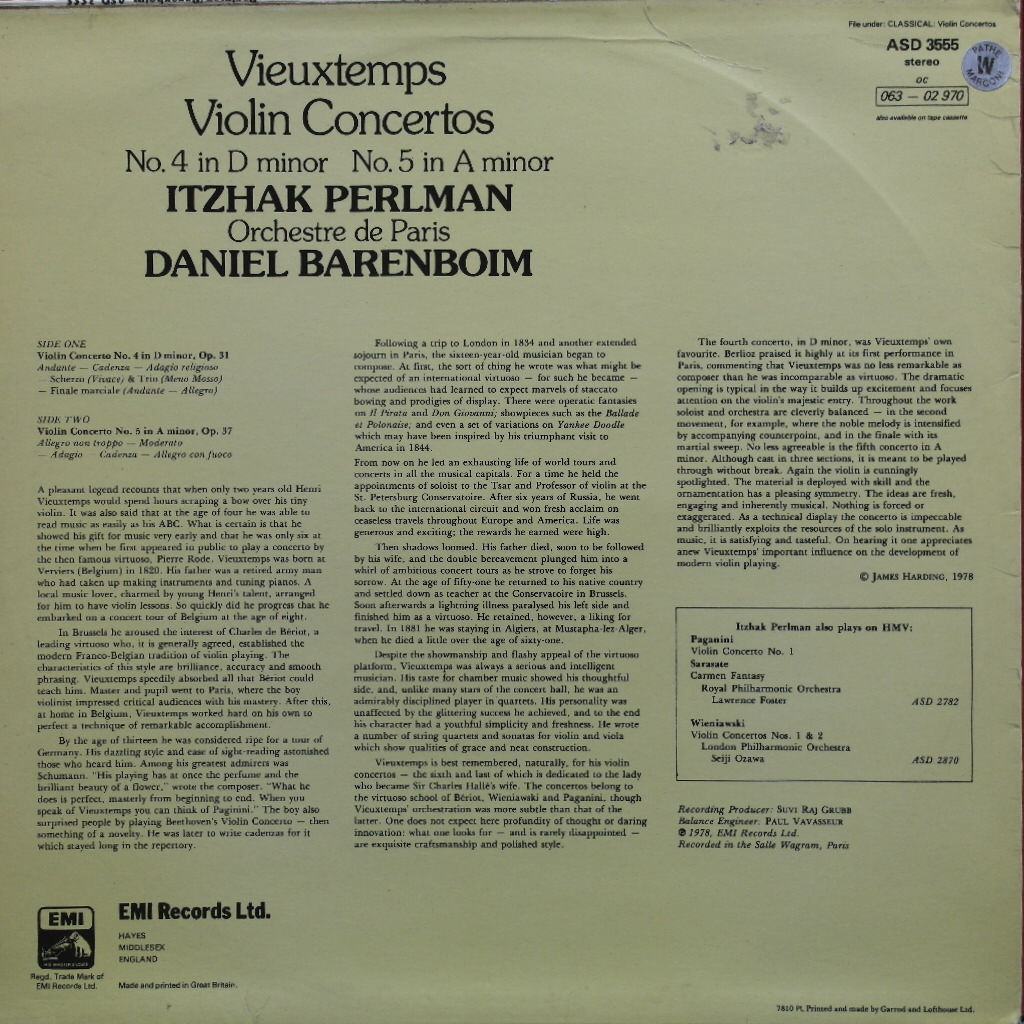 File under: CLASSICAL: Violin Concertos
ASD 3555
stereo
OC
063 — 02 970
also available on tape cassette
PATHE
W
MARCONI
Vieuxtemps
Violin Concertos
No. 4 in D minor No. 5 in A minor
ITZHAK PERLMAN
Orchestre de Paris
DANIEL BARENBOIM
SIDE ONE
Violin Concerto No. 4 in D minor, Op. 31
Andante — Cadenza — Adagio religioso
— Scherzo (Vivace) & Trio (Meno Mosso)
— Finale marciale (Andante — Allegro)
SIDE TWO
Violin Concerto No. 5 in A minor, Op. 37
Allegro non troppo — Moderato
— Adagio — Cadenza — Allegro con fuoco
A pleasant legend recounts that when only two years old Henri
Vieuxtemps would spend hours scraping a bow over his tiny
violin. It was also said that at the age of four he was able to
read music as easily as his ABC. What is certain is that he
showed his gift for music very early and that he was only six at
the time when he first appeared in public to play a concerto by
the then famous virtuoso, Pierre Rode. Vieuxtemps was born at
Verviers (Belgium) in 1820. His father was a retired army man
who had taken up making instruments and tuning pianos. A
local music lover, charmed by young Henri's talent, arranged
for him to have violin lessons. So quickly did he progress that he
embarked on a concert tour of Belgium at the age of eight.
In Brussels he aroused the interest of Charles de Bériot, a
leading virtuoso who, it is generally agreed, established the
modern Franco-Belgian tradition of violin playing. The
characteristics of this style are brilliance, accuracy and smooth
phrasing. Vieuxtemps speedily absorbed all that Bériot could
teach him. Master and pupil went to Paris, where the boy
violinist impressed critical audiences with his mastery. After this,
at home in Belgium, Vieuxtemps worked hard on his own to
perfect a technique of remarkable accomplishment.
By the age of thirteen he was considered ripe for a tour of
Germany. His dazzling style and ease of sight-reading astonished
those who heard him. Among his greatest admirers was
Schumann. "His playing has at once the perfume and the
brilliant beauty of a flower," wrote the composer. "What he
does is perfect, masterly from beginning to end. When you
speak of Vieuxtemps you can think of Paginini." The boy also
surprised people by playing Beethoven's Violin Concerto — then
something of a novelty. He was later to write cadenzas for it
which stayed long in the repertory.
Following a trip to London in 1834 and another extended
sojourn in Paris, the sixteen-year-old musician began to
compose. At first, the sort of thing he wrote was what might be
expected of an international virtuoso — for such he became —
whose audiences had learned to expect marvels of staccato
bowing and prodigies of display. There were operatic fantasies
on Il Pirata and Don Giovanni; showpieces such as the Ballade
et Polonaise; and even a set of variations on Yankee Doodle
which may have been inspired by his triumphant visit to
America in 1844.
From now on he led an exhausting life of world tours and
concerts in all the musical capitals. For a time he held the
appointments of soloist to the Tsar and Professor of violin at the
St. Petersburg Conservatoire. After six years of Russia, he went
back to the international circuit and won fresh acclaim on
ceaseless travels throughout Europe and America. Life was
generous and exciting; the rewards he earned were high.
Then shadows loomed. His father died, soon to be followed
by his wife, and the double bereavement plunged him into a
whirl of ambitious concert tours as he strove to forget his
sorrow. At the age of fifty-one he returned to his native country
and settled down as teacher at the Conservatoire in Brussels.
Soon afterwards a lightning illness paralysed his left side and
finished him as a virtuoso. He retained, however, a liking for
travel. In 1881 he was staying in Algiers, at Mustapha-lez-Alger,
when he died a little over the age of sixty-one.
Despite the showmanship and flashy appeal of the virtuoso
platform, Vieuxtemps was always a serious and intelligent
musician. His taste for chamber music showed his thoughtful
side, and, unlike many stars of the concert hall, he was an
admirably disciplined player in quartets. His personality was
unaffected by the glittering success he achieved, and to the end
his character had a youthful simplicity and freshness. He wrote
a number of string quartets and sonatas for violin and viola
which show qualities of grace and neat construction.
Vieuxtemps is best remembered, naturally, for his violin
concertos — the sixth and last of which is dedicated to the lady
who became Sir Charles Hallé's wife. The concertos belong to
the virtuoso school of Bériot, Wieniawski and Paganini, though
Vieuxtemps' orchestration was more subtle than that of the
latter. One does not expect here profundity of thought or daring
innovation: what one looks for — and is rarely disappointed —
are exquisite craftsmanship and polished style.
The fourth concerto, in D minor, was Vieuxtemps' own
favourite. Berlioz praised it highly at its first performance in
Paris, commenting that Vieuxtemps was no less remarkable as
composer than he was incomparable as virtuoso. The dramatic
opening is typical in the way it builds up excitement and focuses
attention on the violin's majestic entry. Throughout the work
soloist and orchestra are cleverly balanced — in the second
movement, for example, where the noble melody is intensified
by accompanying counterpoint, and in the finale with its
martial sweep. No less agreeable is the fifth concerto in A
minor. Although cast in three sections, it is meant to be played
through without break. Again the violin is cunningly
spotlighted. The material is deployed with skill and the
ornamentation has a pleasing symmetry. The ideas are fresh,
engaging and inherently musical. Nothing is forced or
exaggerated. As a technical display the concerto is impeccable
and brilliantly exploits the resources of the solo instrument. As
music, it is satisfying and tasteful. On hearing it one appreciates
anew Vieuxtemps' important influence on the development of
modern violin playing.
© JAMES HARDING, 1978
Itzhak Perlman also plays on HMV:
Paganini
Violin Concerto No. 1
Sarasate
Carmen Fantasy
Royal Philharmonic Orchestra
Lawrence Foster ASD 2782
Wieniawski
Violin Concertos Nos. 1 & 2
London Philharmonic Orchestra
Seiji Ozawa ASD 2870
Recording Producer: SUVI RAJ GRUBB
Balance Engineer: PAUL VAVASSEUR
℗ 1978, EMI Records Ltd.
Recorded in the Salle Wagram, Paris
EMI
HIS MASTER'S VOICE
Regd. Trade Mark of
EMI Records Ltd.
EMI Records Ltd.
HAYES
MIDDLESEX
ENGLAND
Made and printed in Great Britain.
7810 PL Printed and made by Garrod and Lofthouse Ltd.